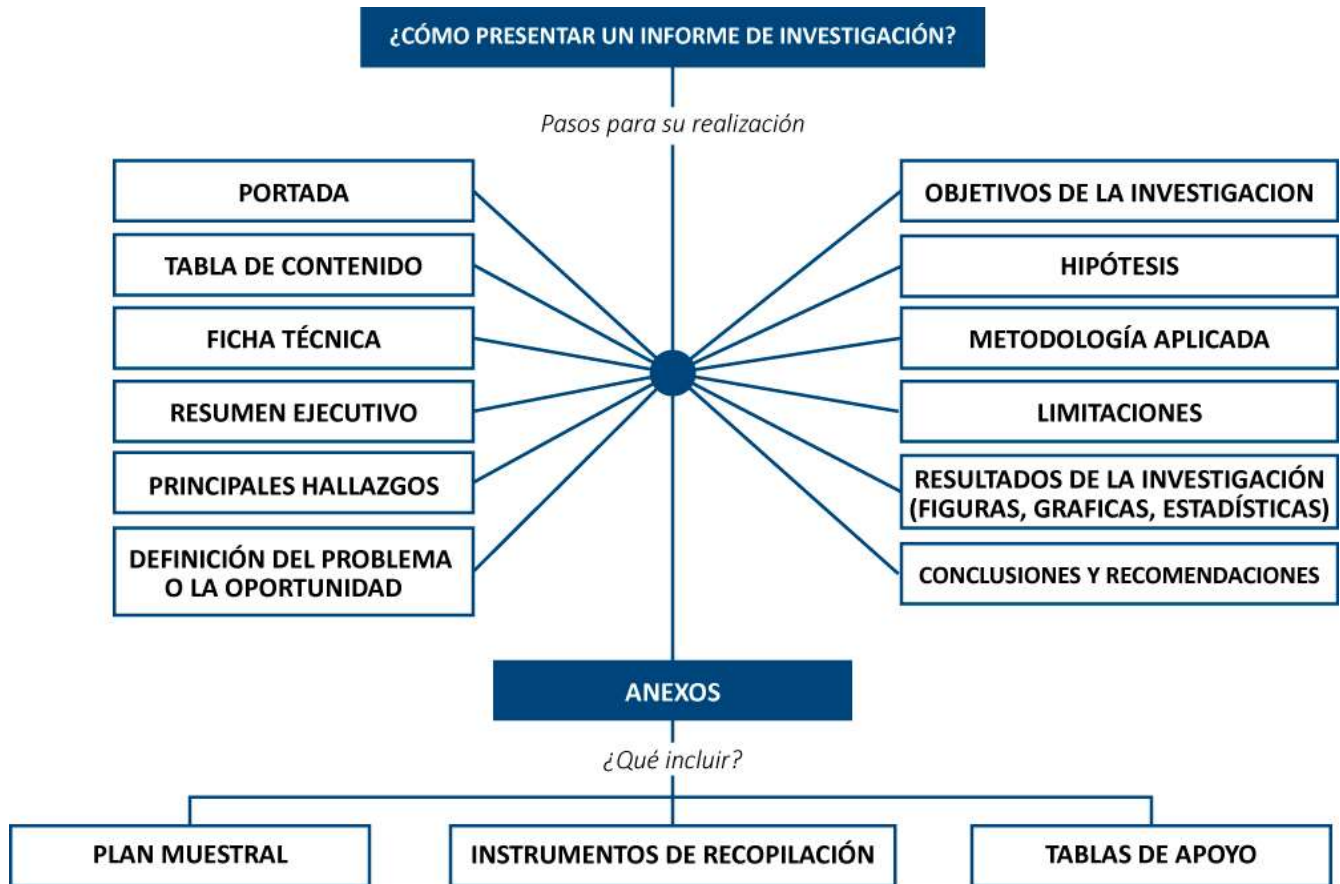 ¿CÓMO PRESENTAR UN INFORME DE INVESTIGACIÓN?
Pasos para su realización
PORTADA
TABLA DE CONTENIDO
FICHA TÉCNICA
RESUMEN EJECUTIVO
PRINCIPALES HALLAZGOS
DEFINICIÓN DEL PROBLEMA
O LA OPORTUNIDAD
OBJETIVOS DE LA INVESTIGACION
HIPÓTESIS
METODOLOGÍA APLICADA
LIMITACIONES
RESULTADOS DE LA INVESTIGACIÓN
(FIGURAS, GRAFICAS, ESTADÍSTICAS)
CONCLUSIONES Y RECOMENDACIONES
ANEXOS
¿Qué incluir?
PLAN MUESTRAL
INSTRUMENTOS DE RECOPILACIÓN
TABLAS DE APOYO